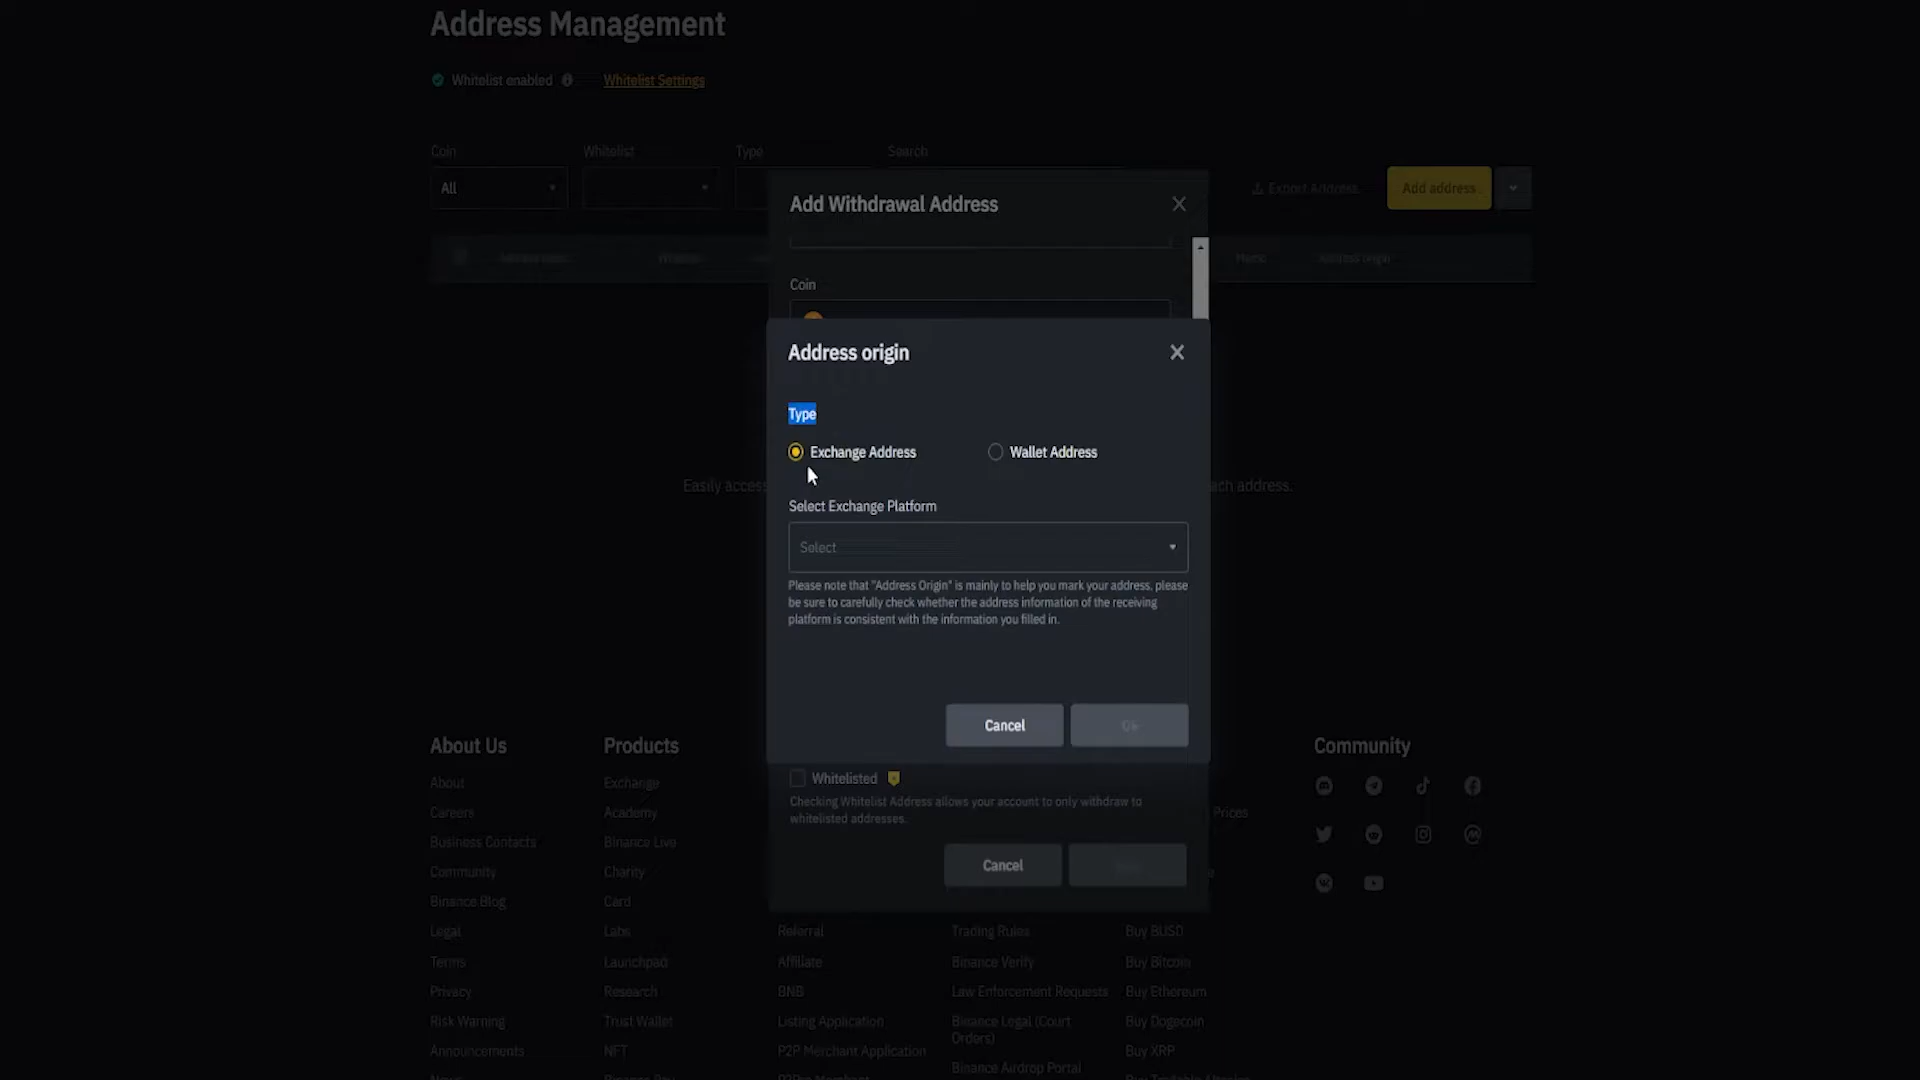 Address Management
Whitelist enabled
Whitelist Settings
Coin
Whitelist
Type
Search
All
Export Address
Add address
Add Withdrawal Address
Address origin
Coin
Address origin
Type
Exchange Address
Wallet Address
Easily access
each address.
Select Exchange Platform
Select
Please note that "Address Origin" is mainly to help you mark your address, please
be sure to carefully check whether the address information of the receiving
platform is consistent with the information you filled in.
Cancel
Ok
Whitelisted
Checking Whitelist Address allows your account to only withdraw to
whitelisted addresses.
Cancel
About Us
About
Careers
Business Contacts
Community
Binance Blog
Legal
Terms
Privacy
Risk Warning
Announcements
News
Products
Exchange
Academy
Binance Live
Charity
Card
Labs
Launchpad
Research
Trust Wallet
NFT
Binance Pay
Referral
Affiliate
BNB
Listing Application
P2P Merchant Application
Trading Rules
Binance Verify
Law Enforcement Requests
Binance Legal (Court
Orders)
Binance Airdrop Portal
Prices
Buy BUSD
Buy Bitcoin
Buy Ethereum
Buy Dogecoin
Buy XRP
Community